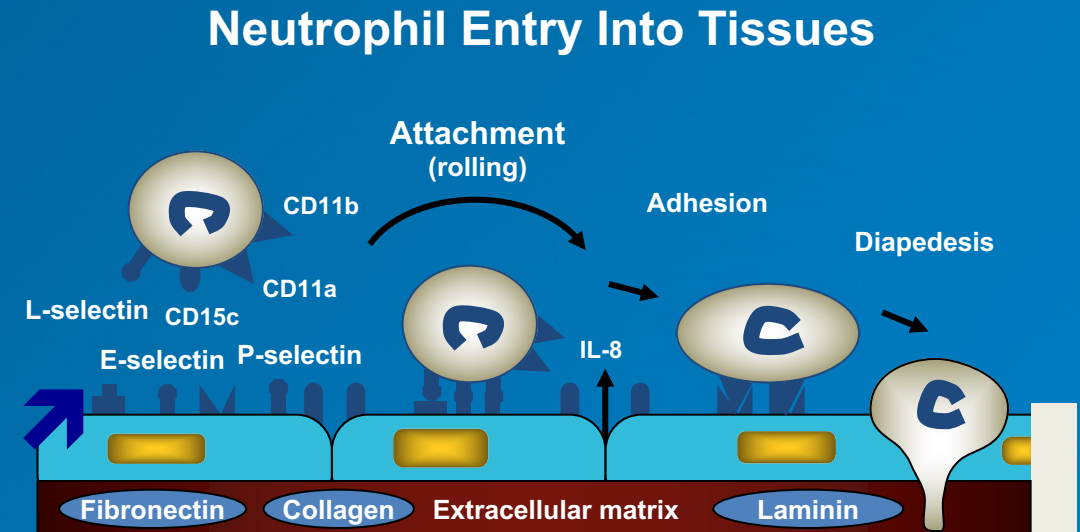 Neutrophil Entry Into Tissues
Attachment
(rolling)
CD11b
Adhesion
Diapedesis
CD11a
L-selectin
CD15c
E-selectin
P-selectin
IL-8
Fibronectin
Collagen
Extracellular matrix
Laminin